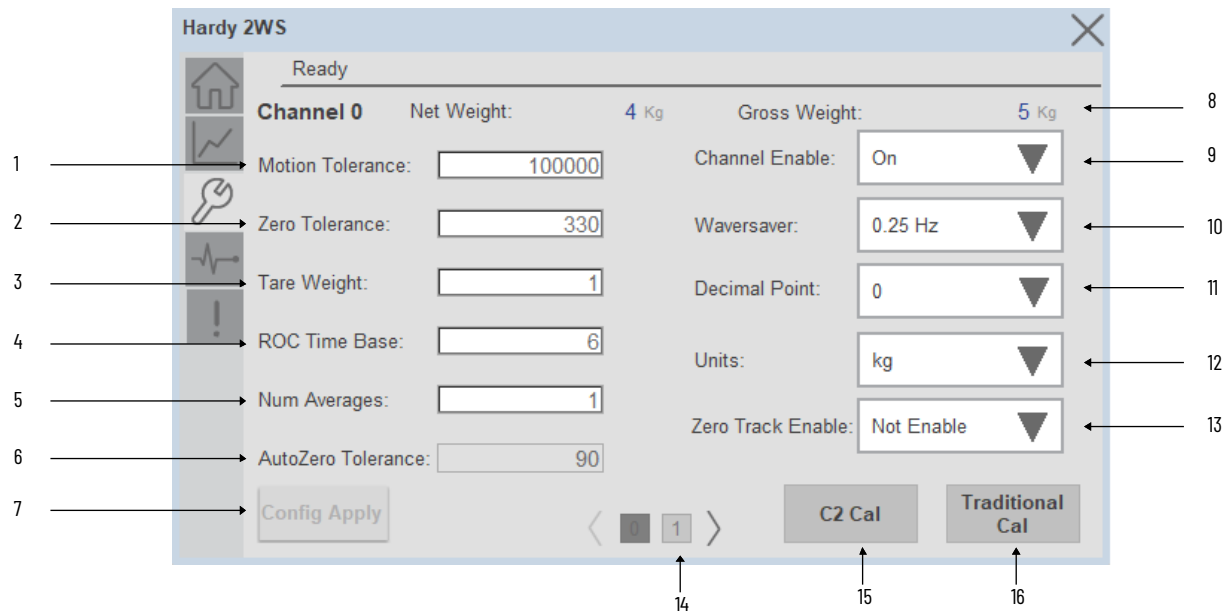 Hardy 2WS
Ready
Channel 0 Net Weight: 4 Kg Gross Weight: 5 Kg 8
1 Motion Tolerance: 100000 Channel Enable: On 9
2 Zero Tolerance: 330 Waversaver: 0.25 Hz 10
3 Tare Weight: 1 Decimal Point: 0 11
4 ROC Time Base: 6 Units: kg 12
5 Num Averages: 1 Zero Track Enable: Not Enable 13
6 AutoZero Tolerance: 90
7 Config Apply 0 1 C2 Cal Traditional
Cal
14 15 16